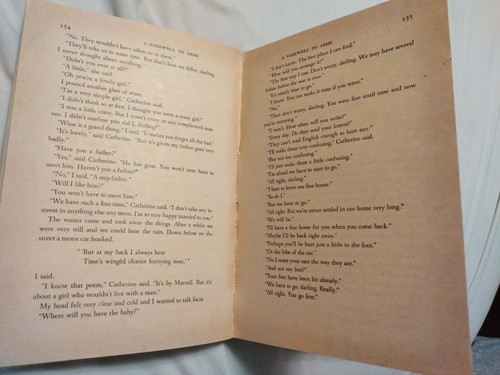 154
A FAREWELL TO ARMS
"No. They wouldn't have taken us to them."
"They'll take us in some time. But that's how we differ, darling.
I never thought about anything."
"Didn't you ever at all?"
"A little," she said.
"Oh you're a lovely girl."
I poured another glass of wine.
"I'm a very simple girl," Catherine said.
"I didn't think so at first. I thought you were a crazy girl."
"I was a little crazy. But I wasn't crazy in any complicated man-
ner. I didn't confuse you did I, darling?"
"Wine is a grand thing," I said. "It makes you forget all the bad."
"It's lovely," said Catherine. "But it's given my father gout very
badly."
"Have you a father?"
"Yes," said Catherine. "He has gout. You won't ever have to
meet him. Haven't you a father?"
"No," I said. "A step-father."
"Will I like him?"
"You won't have to meet him."
"We have such a fine time," Catherine said. "I don't take any in-
terest in anything else any more. I'm so very happy married to you."
The waiter came and took away the things. After a while we
were very still and we could hear the rain. Down below on the
street a motor car honked.
"'But at my back I always hear
Time's wingèd chariot hurrying near,'"
I said.
"I know that poem," Catherine said. "It's by Marvell. But it's
about a girl who wouldn't live with a man."
My head felt very clear and cold and I wanted to talk facts.
"Where will you have the baby?"
A FAREWELL TO ARMS
155
"I don't know. The best place I can find."
"How will you arrange it?"
"The best way I can. Don't worry, darling. We may have several
babies before the war is over."
"It's nearly time to go."
"I know. You can make it time if you want."
"No."
"Then don't worry, darling. You were fine until now and now
you're worrying."
"I won't. How often will you write?"
"Every day. Do they read your letters?"
"They can't read English enough to hurt any."
"I'll make them very confusing," Catherine said.
"But not too confusing."
"I'll just make them a little confusing."
"I'm afraid we have to start to go."
"All right, darling."
"I hate to leave our fine house."
"So do I."
"But we have to go."
"All right. But we're never settled in our home very long."
"We will be."
"I'll have a fine home for you when you come back."
"Maybe I'll be back right away."
"Perhaps you'll be hurt just a little in the foot."
"Or the lobe of the ear."
"No I want your ears the way they are."
"And not my feet?"
"Your feet have been hit already."
"We have to go, darling. Really."
"All right. You go first."